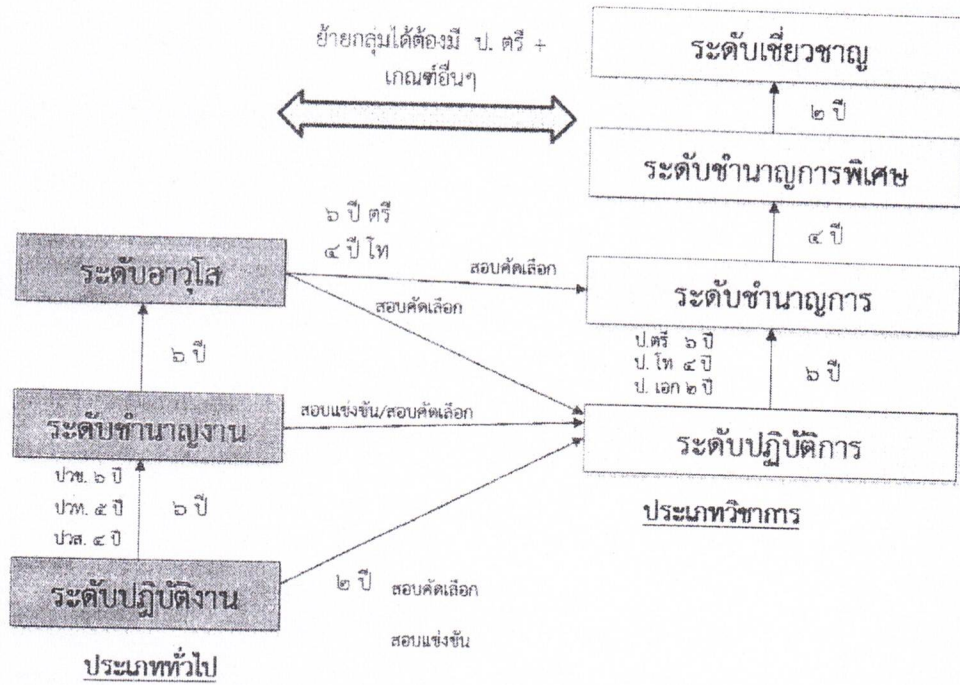 ย้ายกลุ่มได้ต้องมี ป. ตรี +
เกณฑ์อื่นๆ
ระดับเชี่ยวชาญ
๒ ปี
ระดับชำนาญการพิเศษ
๔ ปี
๖ ปี ตรี
๔ ปี โท
ระดับอาวุโส
สอบคัดเลือก
สอบคัดเลือก
ระดับชำนาญการ
๖ ปี
ป.ตรี ๖ ปี
ป. โท ๔ ปี
ป. เอก ๒ ปี
๖ ปี
ระดับชำนาญงาน
สอบแข่งขัน/สอบคัดเลือก
ระดับปฏิบัติการ
ปวช. ๖ ปี
ปวท. ๕ ปี
ปวส. ๔ ปี
๖ ปี
ประเภทวิชาการ
ระดับปฏิบัติงาน
๒ ปี สอบคัดเลือก
สอบแข่งขัน
ประเภททั่วไป